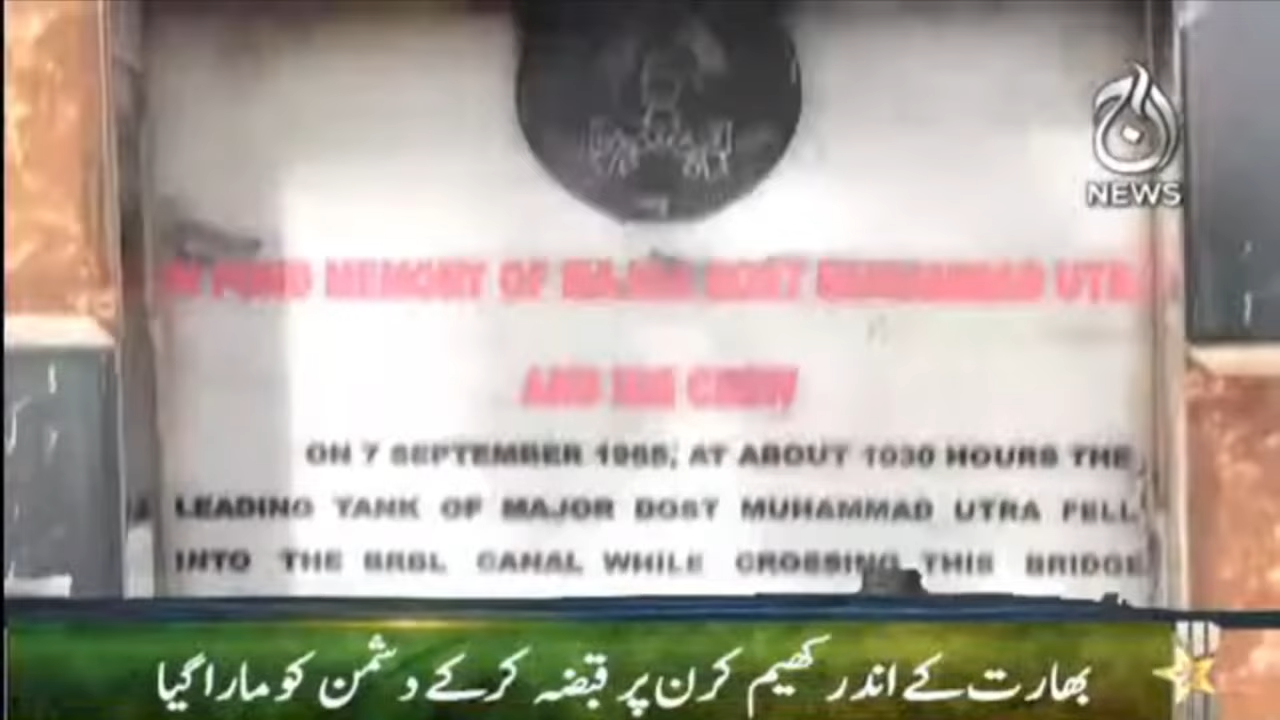 NEWS
IN FOND MEMORY OF MAJOR DOST MUHAMMAD UTRA
AND HIS CREW
ON 7 SEPTEMBER 1965, AT ABOUT 1030 HOURS THE
LEADING TANK OF MAJOR DOST MUHAMMAD UTRA FELL
INTO THE BRBL CANAL WHILE CROSSING THIS BRIDGE
بھارت کے اندر کھیم کرن پر قبضہ کر کے دشمن کو مارا گیا